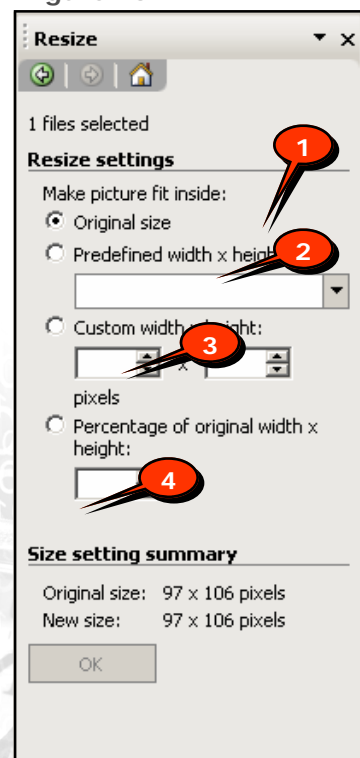 Resize
1 files selected
Resize settings
Make picture fit inside:
Original size
1
Predefined width x
2
Custom
3
x
pixels
Percentage of original width x
height:
4
Size setting summary
Original size: 97 x 106 pixels
New size: 97 x 106 pixels
OK